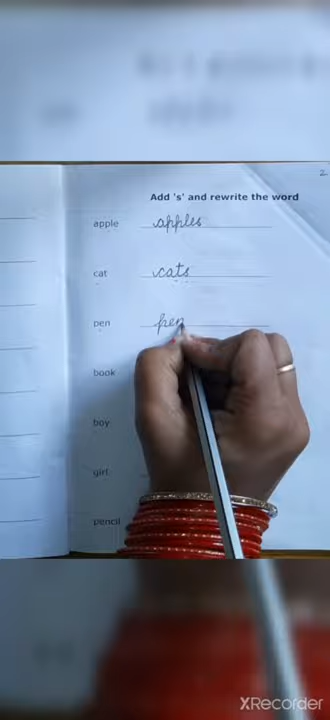 2
Add 's' and rewrite the word
apple apples
cat cats
pen pen
book
boy
girl
pencil
XRecorder